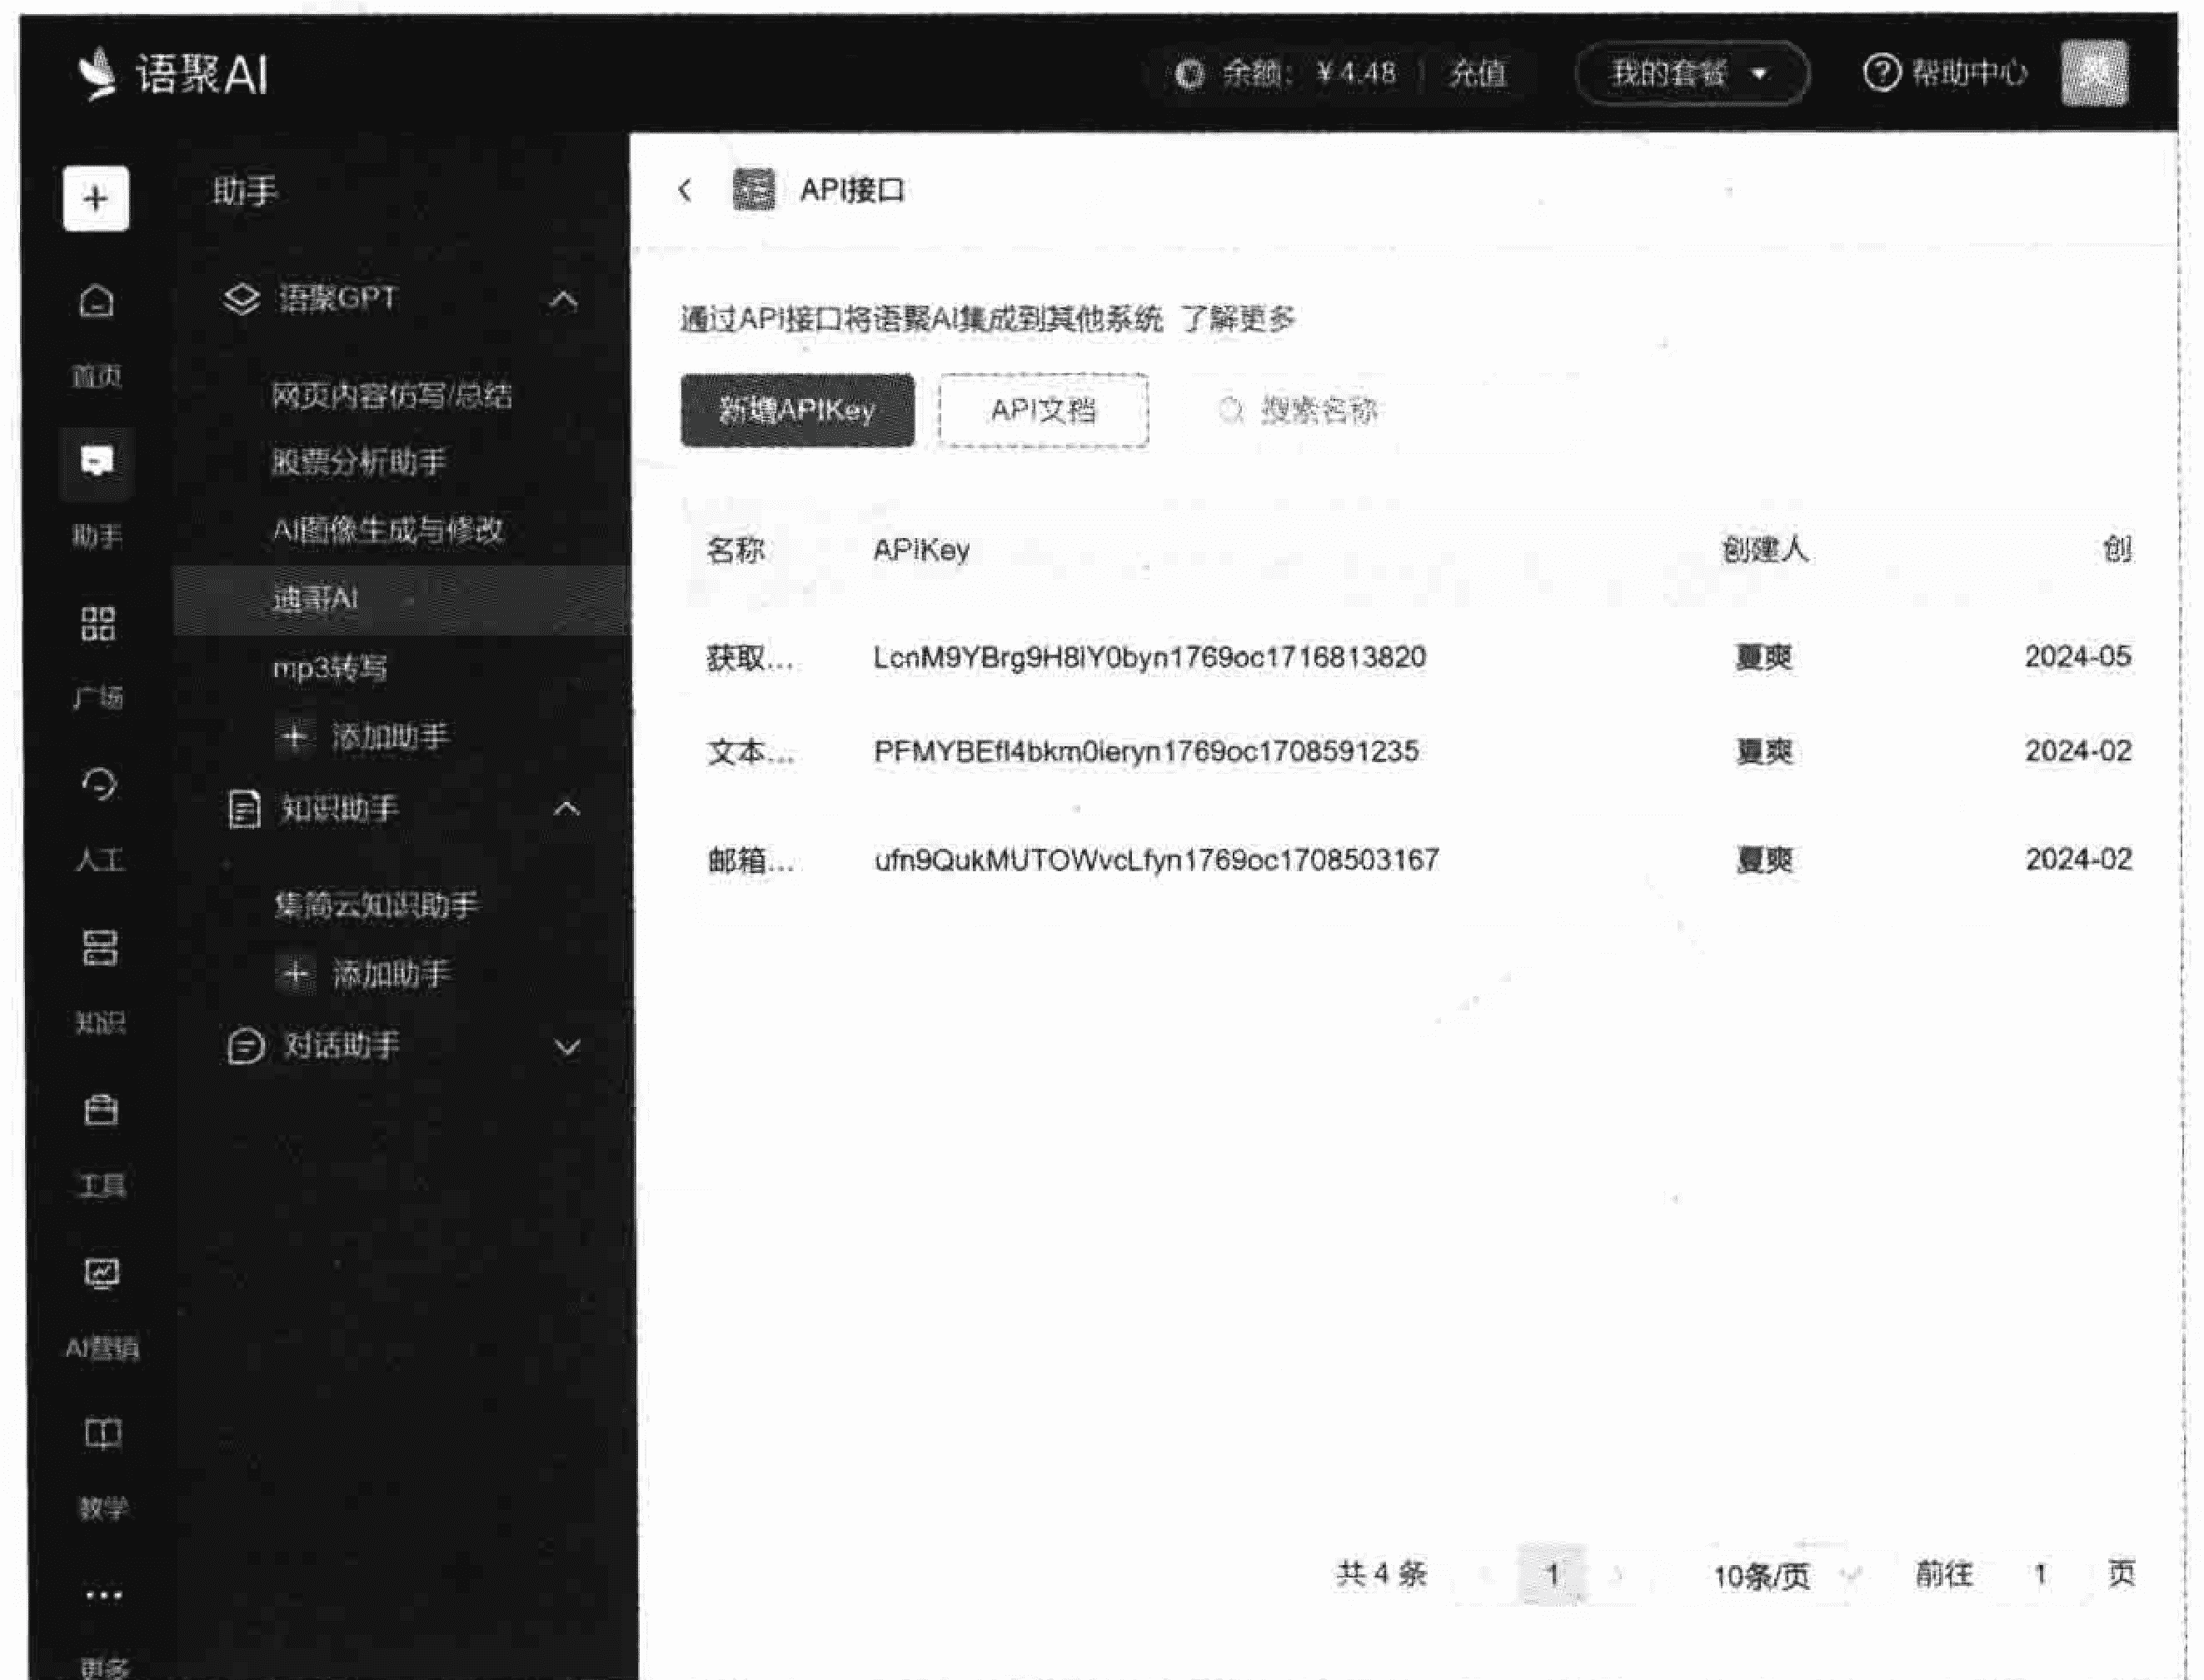 语聚AI
余额：￥4.48 充值 我的套餐 帮助中心
助手
首页
助手
广场
人工
知识
工具
AI营销
教学
更多
语聚GPT
网页内容仿写/总结
股票分析助手
AI图像生成与修改
迪哥AI
mp3转写
添加助手
知识助手
集简云知识助手
添加助手
对话助手
API接口
通过API接口将语聚AI集成到其他系统 了解更多
新增APIKey API文档 搜索名称
名称 APIKey 创建人 创
获取... LcnM9YBrg9H8lY0byn1769oc1716813820 夏爽 2024-05
文本... PFMYBEfI4bkm0ieryn1769oc1708591235 夏爽 2024-02
邮箱... ufn9QukMUTOWvcLfyn1769oc1708503167 夏爽 2024-02
共 4 条 1 10条/页 前往 1 页